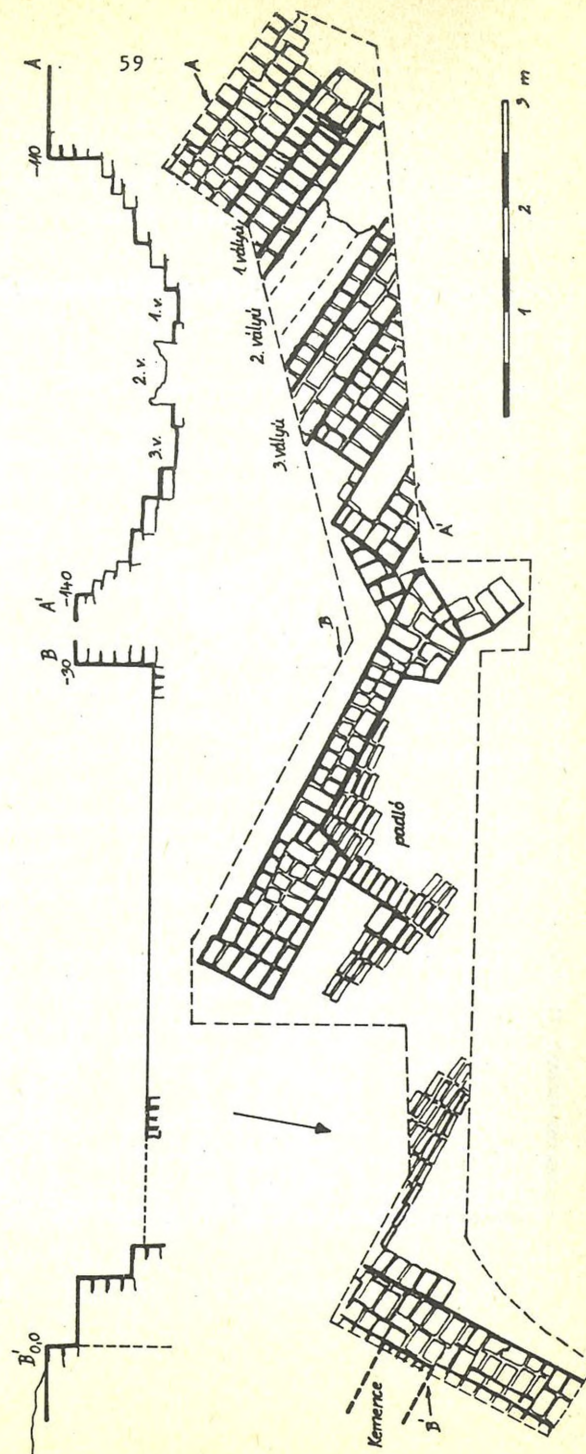 59
A
-110
1.v.
2.v.
3.v.
-140
A'
B
-30
B'
0,0
A
1. vályú
2. vályú
3. vályú
A'
B
padló
Kemence
B'
1
2
3 m